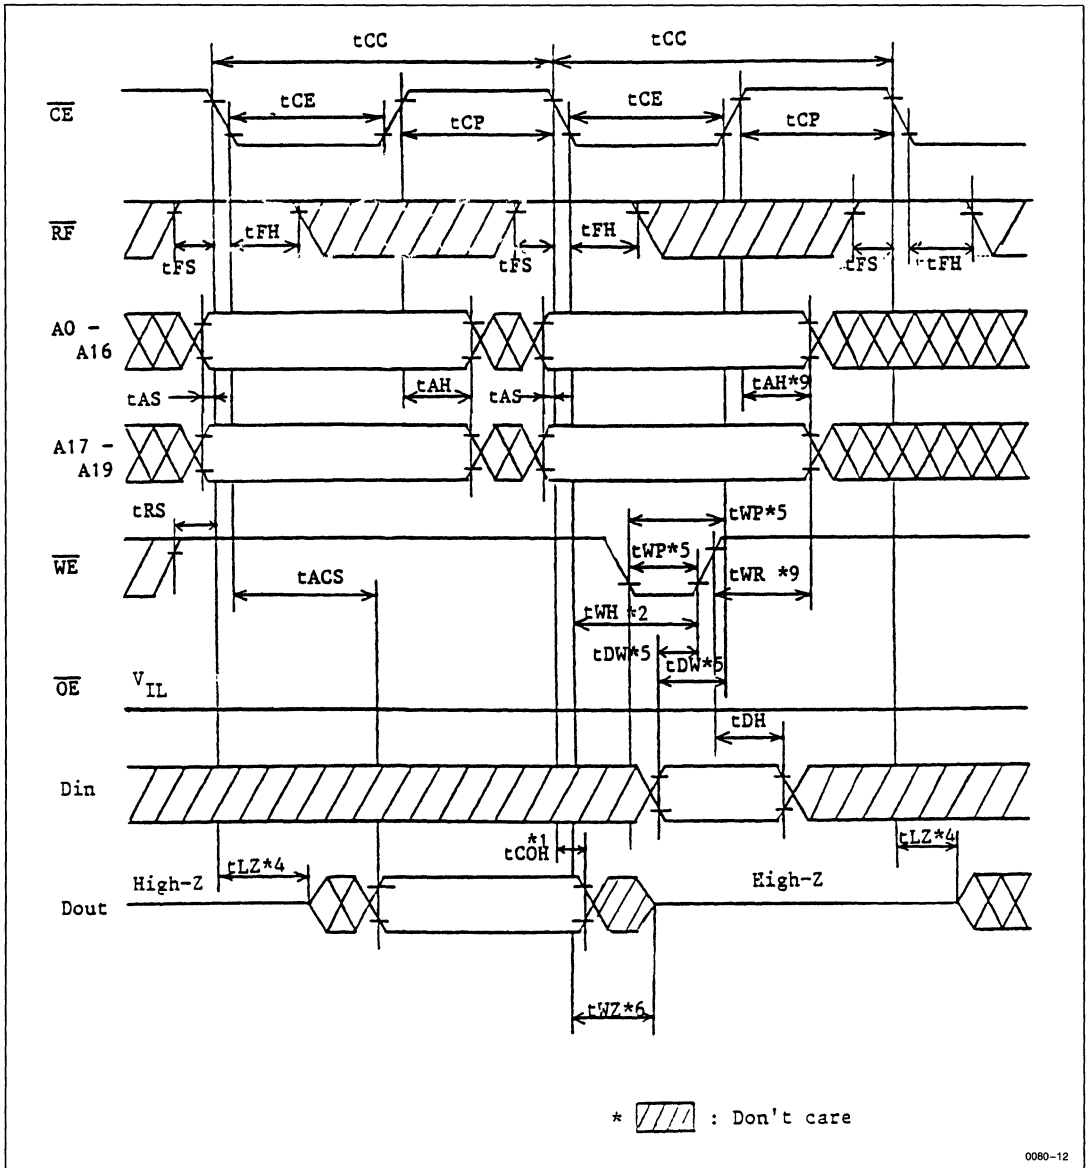 tCC tCC
CE tCE tCE
tCP tCP
RF tFH tFH
tFS tFS tFS tFH
A0 -
A16
tAS tAH tAS tAH*9
A17 -
A19
tRS
tWP*5
WE tWP*5
tACS tWR *9
tWH *2
tDW*5 tDW*5
OE VIL
tDH
Din
*1
tCOH
tLZ*4 tLZ*4
High-Z Eigh-Z
Dout
tWZ*6
* : Don't care
0080-12